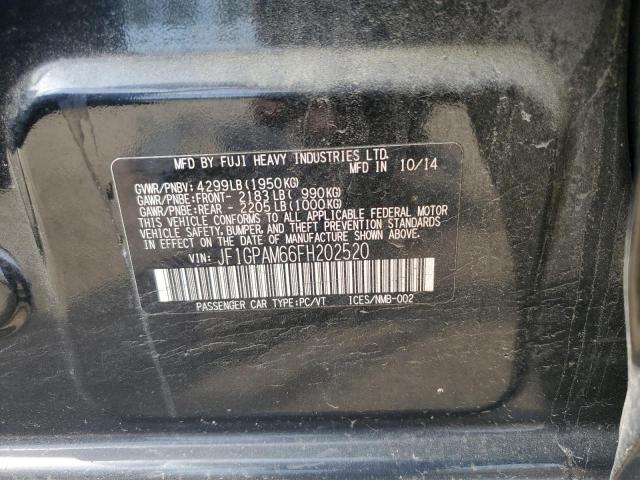 MFD BY FUJI HEAVY INDUSTRIES LTD.
MFD IN 10/14
GVWR/PNBV: 4299LB(1950KG)
GAWR/PNBE:FRONT- 2183LB( 990KG)
GAWR/PNBE:REAR - 2205LB(1000KG)
THIS VEHICLE CONFORMS TO ALL APPLICABLE FEDERAL MOTOR
VEHICLE SAFETY, BUMPER, AND THEFT PREVENTION STANDARDS
IN EFFECT ON THE DATE OF MANUFACTURE SHOWN ABOVE.
VIN: JF1GPAM66FH202520
PASSENGER CAR TYPE:PC/VT ICES/NMB-002